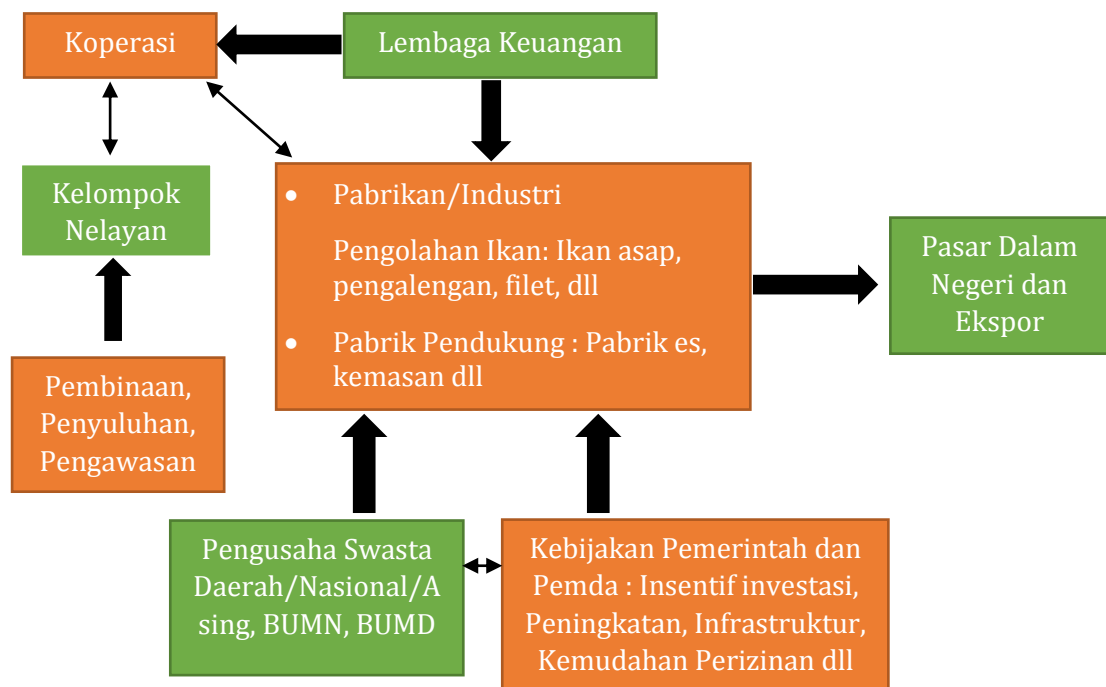 Koperasi
Lembaga Keuangan
Kelompok
Nelayan
• Pabrikan/Industri
Pengolahan Ikan: Ikan asap,
pengalengan, filet, dll
• Pabrik Pendukung : Pabrik es,
kemasan dll
Pasar Dalam
Negeri dan
Ekspor
Pembinaan,
Penyuluhan,
Pengawasan
Pengusaha Swasta
Daerah/Nasional/A
sing, BUMN, BUMD
Kebijakan Pemerintah dan
Pemda : Insentif investasi,
Peningkatan, Infrastruktur,
Kemudahan Perizinan dll